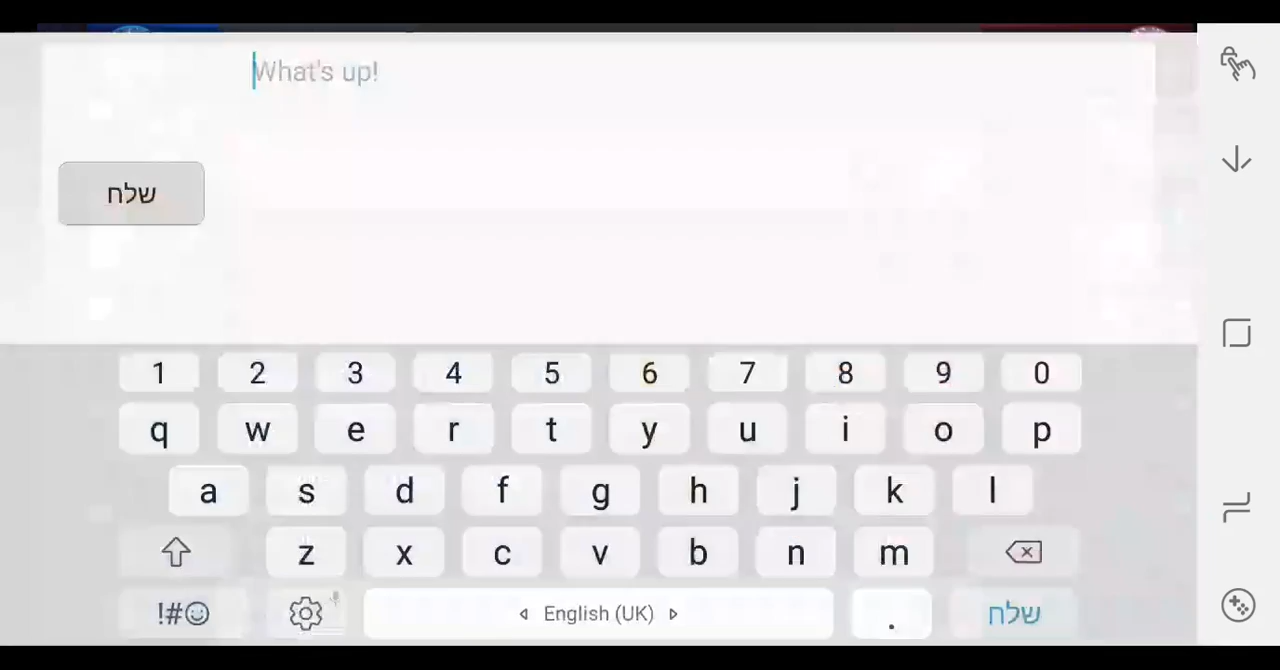 What's up!
שלח
1 2 3 4 5 6 7 8 9 0
q w e r t y u i o p
a s d f g h j k l
z x c v b n m
!#☺ English (UK) . שלח